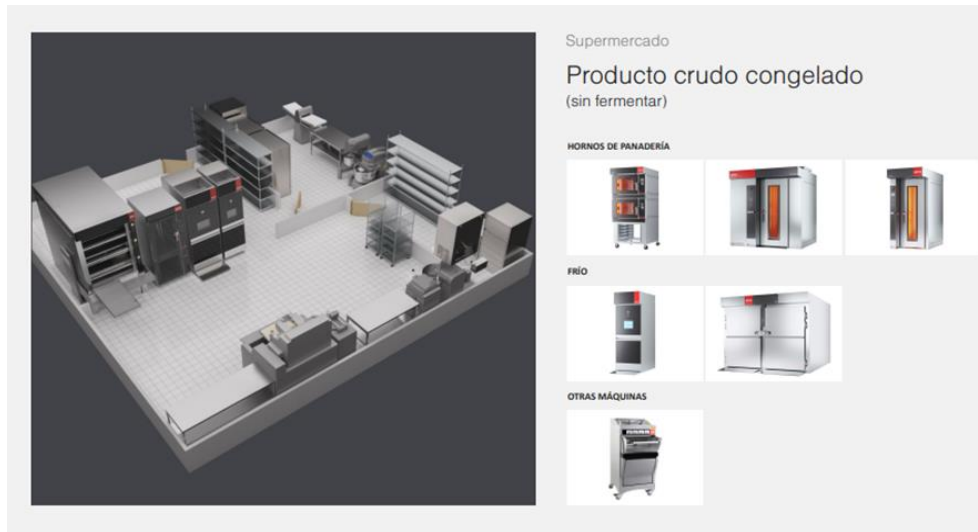 Supermercado
Producto crudo congelado
(sin fermentar)
HORNOS DE PANADERÍA
FRÍO
OTRAS MÁQUINAS